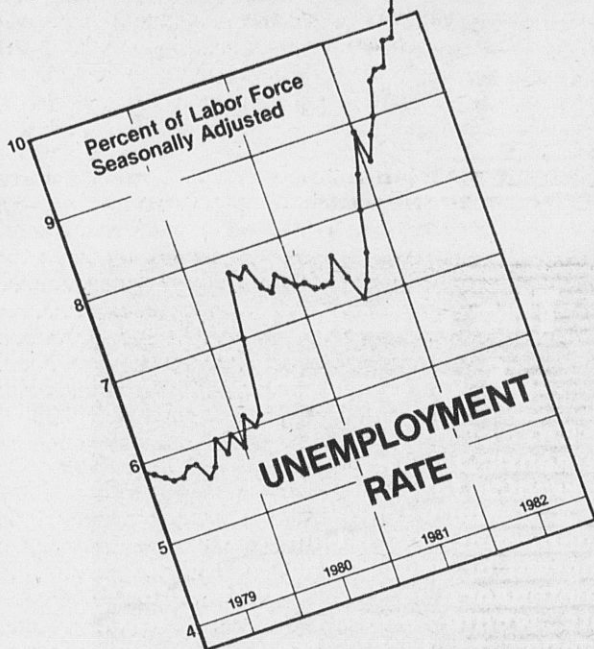 Percent of Labor Force
Seasonally Adjusted
10
9
8
7
6
5
4
UNEMPLOYMENT
RATE
1979
1980
1981
1982